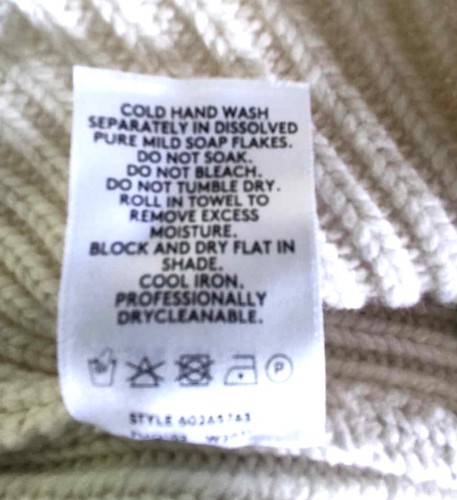 COLD HAND WASH
SEPARATELY IN DISSOLVED
PURE MILD SOAP FLAKES.
DO NOT SOAK.
DO NOT BLEACH.
DO NOT TUMBLE DRY.
ROLL IN TOWEL TO
REMOVE EXCESS
MOISTURE.
BLOCK AND DRY FLAT IN
SHADE.
COOL IRON.
PROFESSIONALLY
DRYCLEANABLE.
P
STYLE 60265763